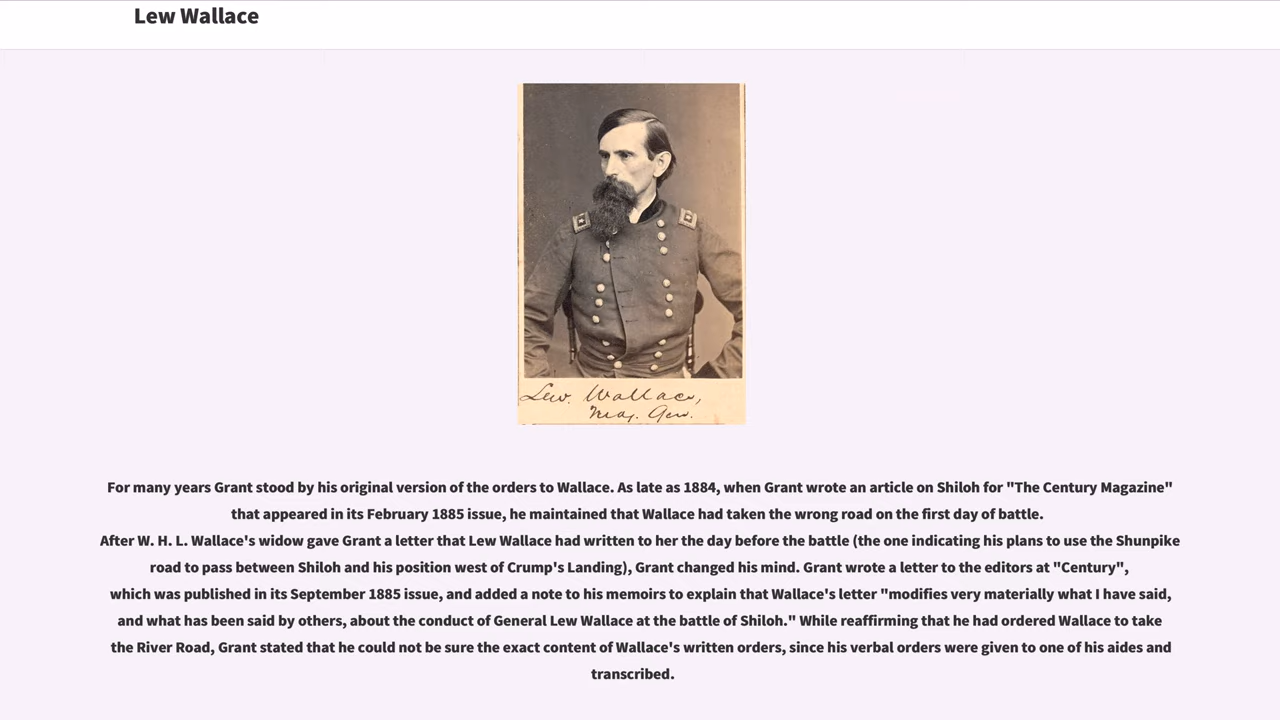 Lew Wallace
Lew. Wallace,
Maj. Gen.
For many years Grant stood by his original version of the orders to Wallace. As late as 1884, when Grant wrote an article on Shiloh for "The Century Magazine"
that appeared in its February 1885 issue, he maintained that Wallace had taken the wrong road on the first day of battle.
After W. H. L. Wallace's widow gave Grant a letter that Lew Wallace had written to her the day before the battle (the one indicating his plans to use the Shunpike
road to pass between Shiloh and his position west of Crump's Landing), Grant changed his mind. Grant wrote a letter to the editors at "Century",
which was published in its September 1885 issue, and added a note to his memoirs to explain that Wallace's letter "modifies very materially what I have said,
and what has been said by others, about the conduct of General Lew Wallace at the battle of Shiloh." While reaffirming that he had ordered Wallace to take
the River Road, Grant stated that he could not be sure the exact content of Wallace's written orders, since his verbal orders were given to one of his aides and
transcribed.